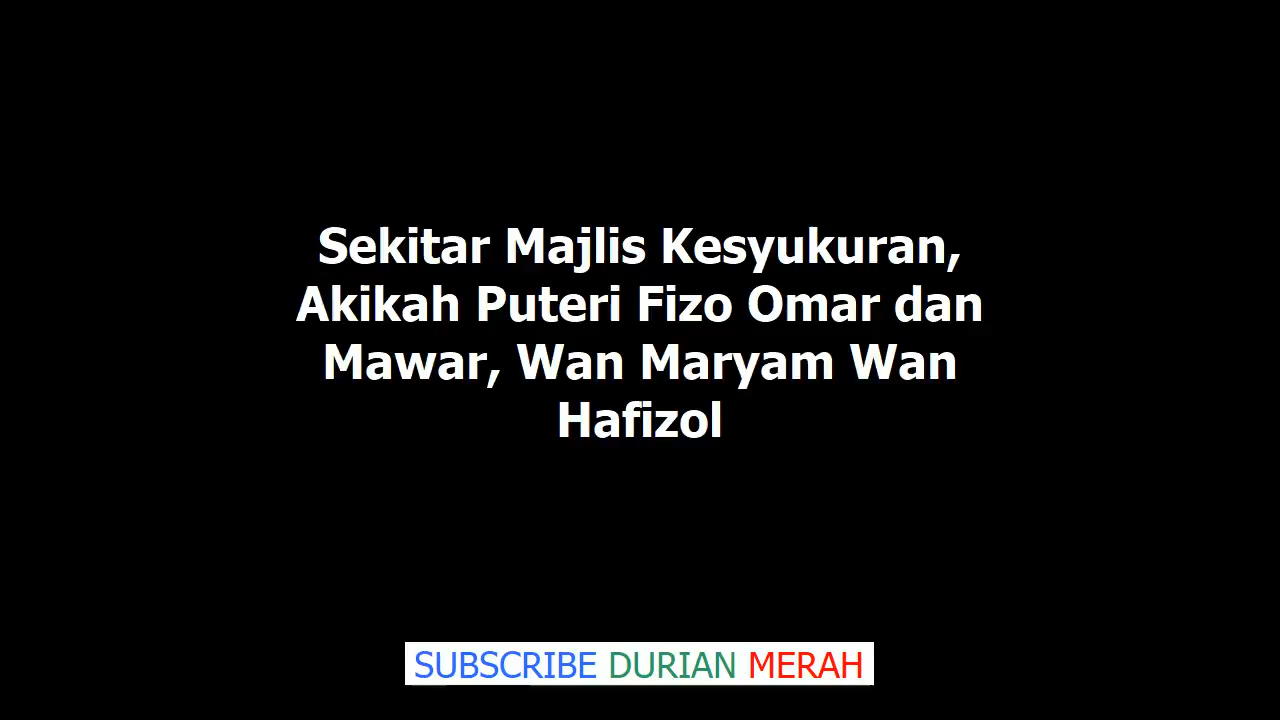 Sekitar Majlis Kesyukuran,
Akikah Puteri Fizo Omar dan
Mawar, Wan Maryam Wan
Hafizol
SUBSCRIBE DURIAN MERAH